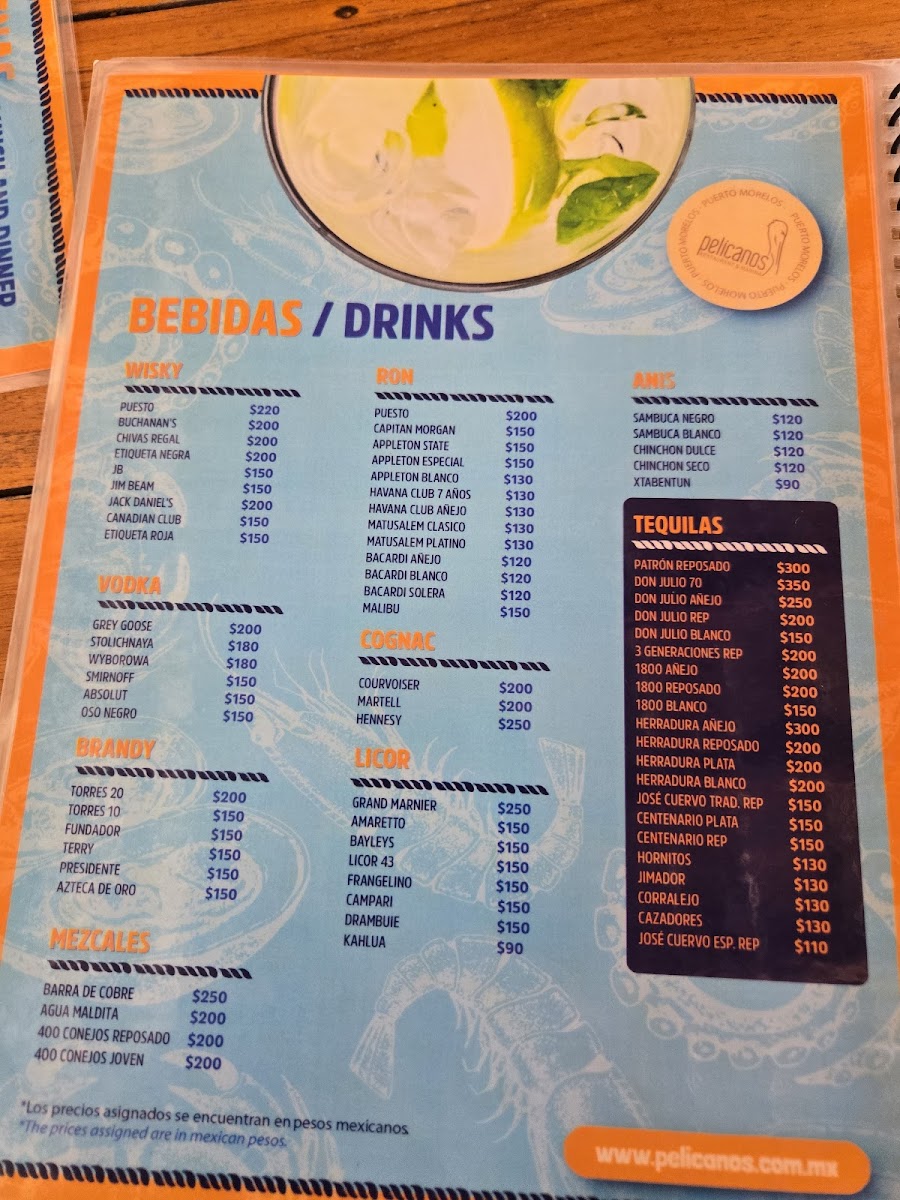 PUERTO MORELOS · PUERTO MORELOS · PUERTO MORELOS · PUERTO MORELOS
pelicanos
BEBIDAS / DRINKS
WISKY
PUESTO $220
BUCHANAN'S $200
CHIVAS REGAL $200
ETIQUETA NEGRA $200
JB $150
JIM BEAM $150
JACK DANIEL'S $200
CANADIAN CLUB $150
ETIQUETA ROJA $150
VODKA
GREY GOOSE $200
STOLICHNAYA $180
WYBOROWA $180
SMIRNOFF $150
ABSOLUT $150
OSO NEGRO $150
BRANDY
TORRES 20 $200
TORRES 10 $150
FUNDADOR $150
TERRY $150
PRESIDENTE $150
AZTECA DE ORO $150
MEZCALES
BARRA DE COBRE $250
AGUA MALDITA $200
400 CONEJOS REPOSADO $200
400 CONEJOS JOVEN $200
RON
PUESTO $200
CAPITAN MORGAN $150
APPLETON STATE $150
APPLETON ESPECIAL $150
APPLETON BLANCO $130
HAVANA CLUB 7 AÑOS $130
HAVANA CLUB AÑEJO $130
MATUSALEM CLASICO $130
MATUSALEM PLATINO $130
BACARDI AÑEJO $120
BACARDI BLANCO $120
BACARDI SOLERA $120
MALIBU $150
COGNAC
COURVOISER $200
MARTELL $200
HENNESY $250
LICOR
GRAND MARNIER $250
AMARETTO $150
BAYLEYS $150
LICOR 43 $150
FRANGELINO $150
CAMPARI $150
DRAMBUIE $150
KAHLUA $90
ANIS
SAMBUCA NEGRO $120
SAMBUCA BLANCO $120
CHINCHON DULCE $120
CHINCHON SECO $120
XTABENTUN $90
TEQUILAS
PATRÓN REPOSADO $300
DON JULIO 70 $350
DON JULIO AÑEJO $250
DON JULIO REP $200
DON JULIO BLANCO $150
3 GENERACIONES REP $200
1800 AÑEJO $200
1800 REPOSADO $200
1800 BLANCO $150
HERRADURA AÑEJO $300
HERRADURA REPOSADO $200
HERRADURA PLATA $200
HERRADURA BLANCO $200
JOSÉ CUERVO TRAD. REP $150
CENTENARIO PLATA $150
CENTENARIO REP $150
HORNITOS $130
JIMADOR $130
CORRALEJO $130
CAZADORES $130
JOSÉ CUERVO ESP. REP $110
*Los precios asignados se encuentran en pesos mexicanos.
*The prices assigned are in mexican pesos.
www.pelicanos.com.mx
AND DINNER